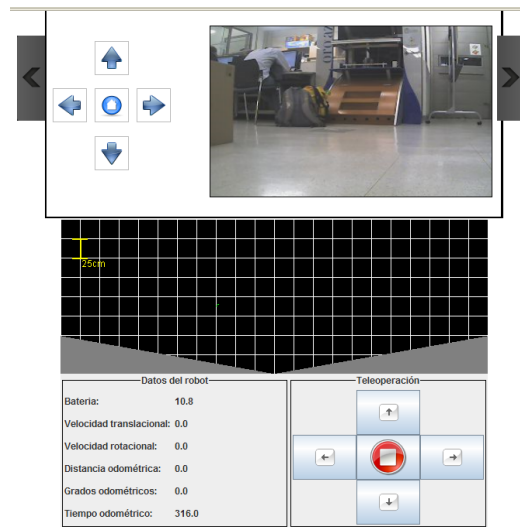 25cm
Datos del robot
Bateria: 10.8
Velocidad translacional: 0.0
Velocidad rotacional: 0.0
Distancia odométrica: 0.0
Grados odométricos: 0.0
Tiempo odométrico: 316.0
Teleoperación